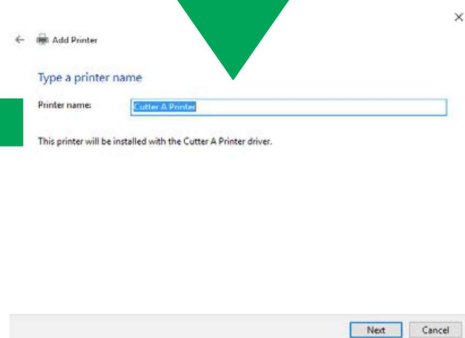 Add Printer
Type a printer name
Printer name:
Cutter A Printer
This printer will be installed with the Cutter A Printer driver.
Next
Cancel